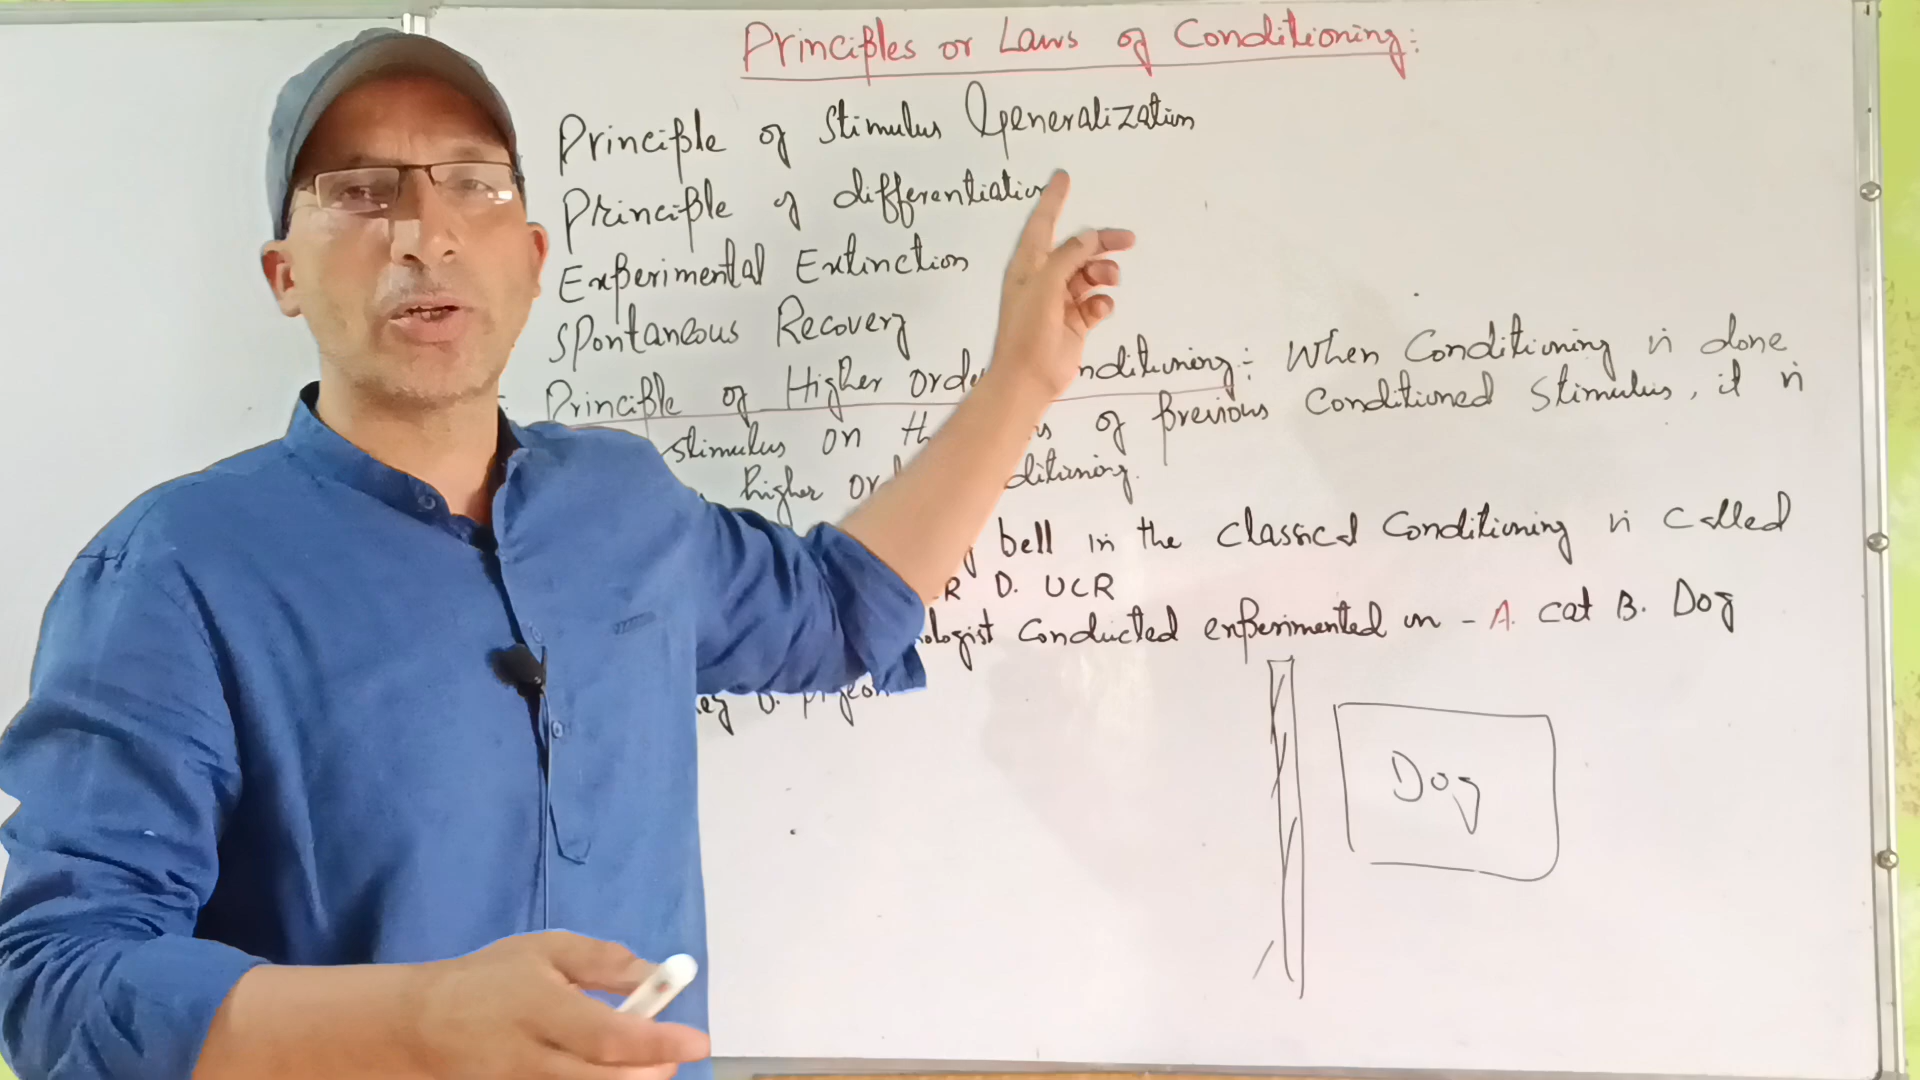 Principles or Laws of Conditioning:
Principle of Stimulus Generalization
Principle of differentiation
Experimental Extinction
Spontaneous Recovery
Principle of Higher Order Conditioning:- When Conditioning is done
stimulus on of previous Conditioned Stimulus, it is
higher
bell in the classical Conditioning is called
D. UCR
Conducted experimented on - A. cat B. Dog
D. pigeon
Dog